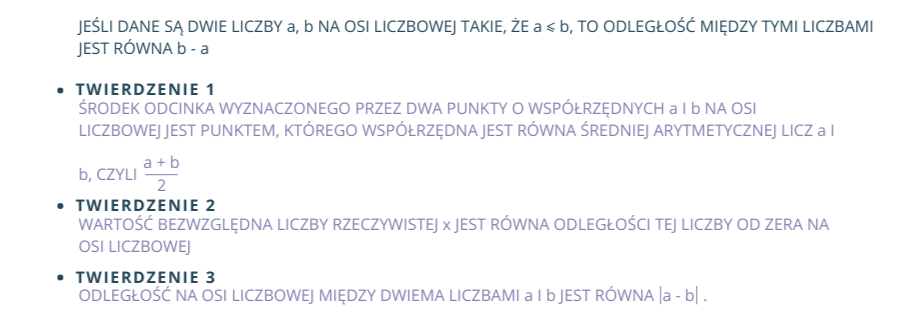 JEŚLI DANE SĄ DWIE LICZBY a, b NA OSI LICZBOWEJ TAKIE, ŻE a ⩽ b, TO ODLEGŁOŚĆ MIĘDZY TYMI LICZBAMI
JEST RÓWNA b - a
• TWIERDZENIE 1
ŚRODEK ODCINKA WYZNACZONEGO PRZEZ DWA PUNKTY O WSPÓŁRZĘDNYCH a I b NA OSI
LICZBOWEJ JEST PUNKTEM, KTÓREGO WSPÓŁRZĘDNA JEST RÓWNA ŚREDNIEJ ARYTMETYCZNEJ LICZ a I
b, CZYLI (a + b)/2
• TWIERDZENIE 2
WARTOŚĆ BEZWZGLĘDNA LICZBY RZECZYWISTEJ x JEST RÓWNA ODLEGŁOŚCI TEJ LICZBY OD ZERA NA
OSI LICZBOWEJ
• TWIERDZENIE 3
ODLEGŁOŚĆ NA OSI LICZBOWEJ MIĘDZY DWIEMA LICZBAMI a I b JEST RÓWNA |a - b| .